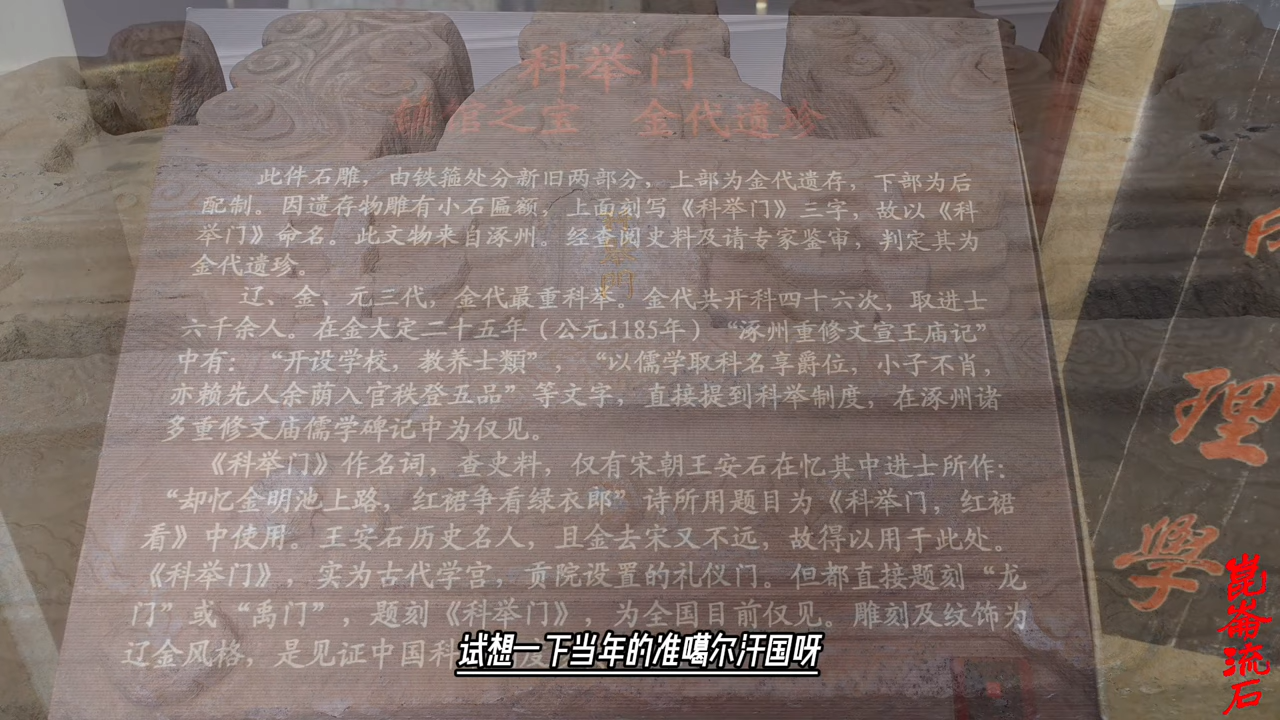 科举门
镇馆之宝 金代遗珍
此件石雕，由铁箍处分新旧两部分，上部为金代遗存，下部为后
配制。因遗存物雕有小石匾额，上面刻写《科举门》三字，故以《科
举门》命名。此文物来自涿州。经查阅史料及请专家鉴审，判定其为
金代遗珍。
辽、金、元三代，金代最重科举。金代共开科四十六次，取进士
六千余人。在金大定二十五年（公元1185年）“涿州重修文宣王庙记”
中有：“开设学校，教养士類”，“以儒学取科名享爵位，小子不肖，
亦赖先人余荫入官秩登五品”等文字，直接提到科举制度，在涿州诸
多重修文庙儒学碑记中为仅见。
《科举门》作名词，查史料，仅有宋朝王安石在忆其中进士所作：
“却忆金明池上路，红裙争看绿衣郎”诗所用题目为《科举门，红裙
看》中使用。王安石历史名人，且金去宋又不远，故得以用于此处。
《科举门》，实为古代学宫，贡院设置的礼仪门。但都直接题刻“龙
门”或“禹门”，题刻《科举门》，为全国目前仅见。雕刻及纹饰为
辽金风格，是见证中国科
試想一下当年的准噶尔汗国呀
理
學
崑崙流石